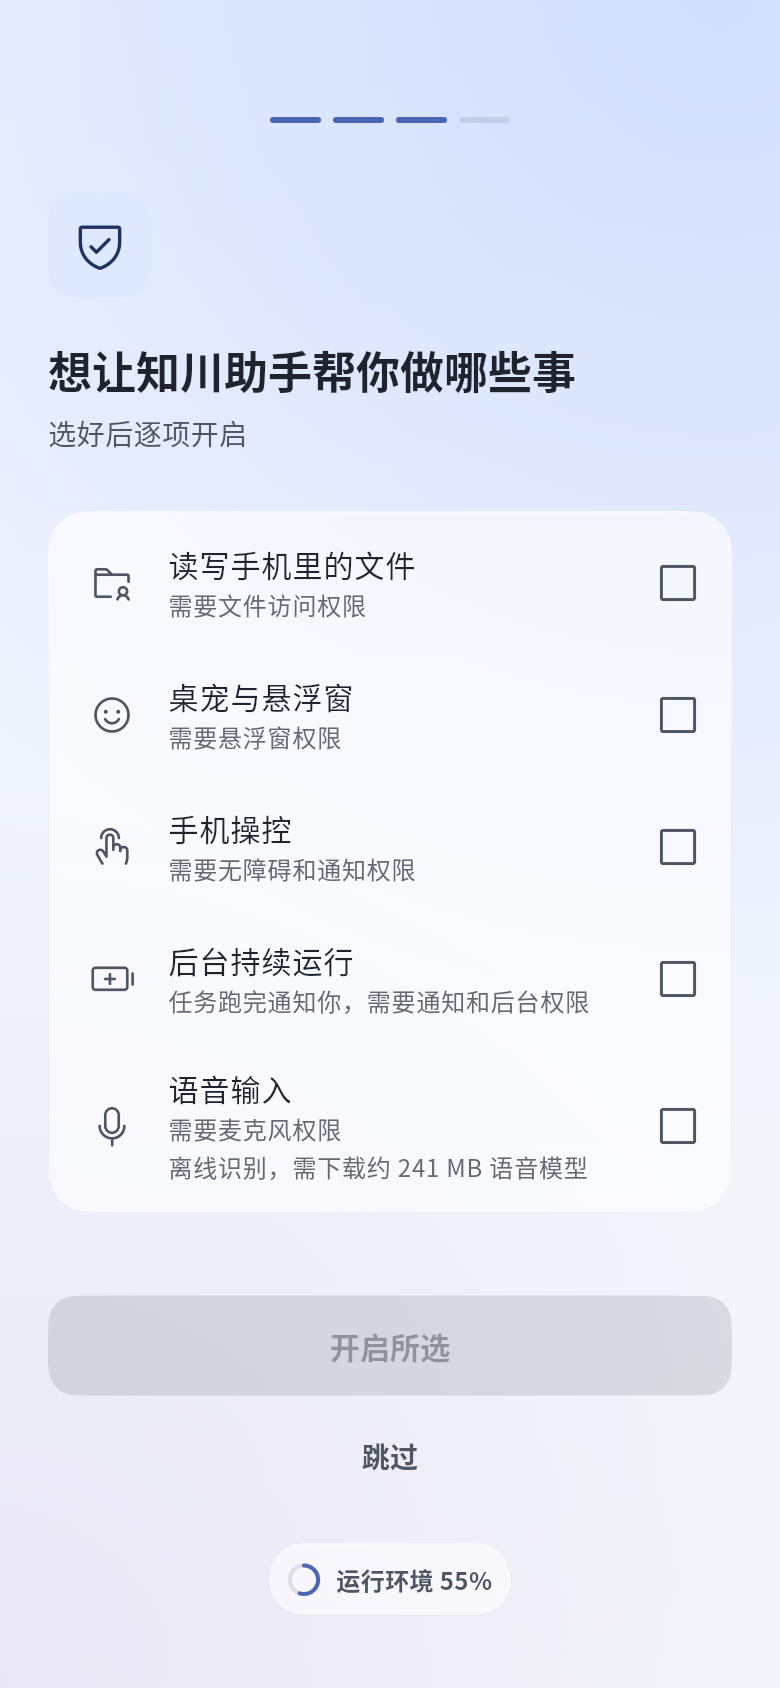 想让知川助手帮你做哪些事
选好后逐项开启
读写手机里的文件
需要文件访问权限
桌宠与悬浮窗
需要悬浮窗权限
手机操控
需要无障碍和通知权限
后台持续运行
任务跑完通知你，需要通知和后台权限
语音输入
需要麦克风权限
离线识别，需下载约 241 MB 语音模型
开启所选
跳过
运行环境 55%